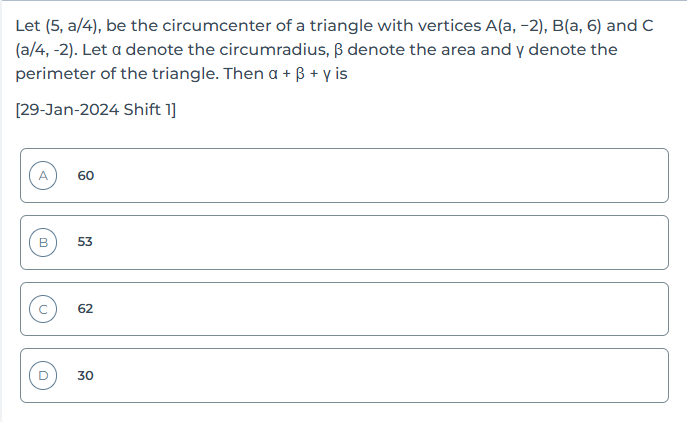 Let (5, a/4), be the circumcenter of a triangle with vertices A(a, −2), B(a, 6) and C
(a/4, -2). Let α denote the circumradius, β denote the area and γ denote the
perimeter of the triangle. Then α + β + γ is
[29-Jan-2024 Shift 1]
A 60
B 53
C 62
D 30